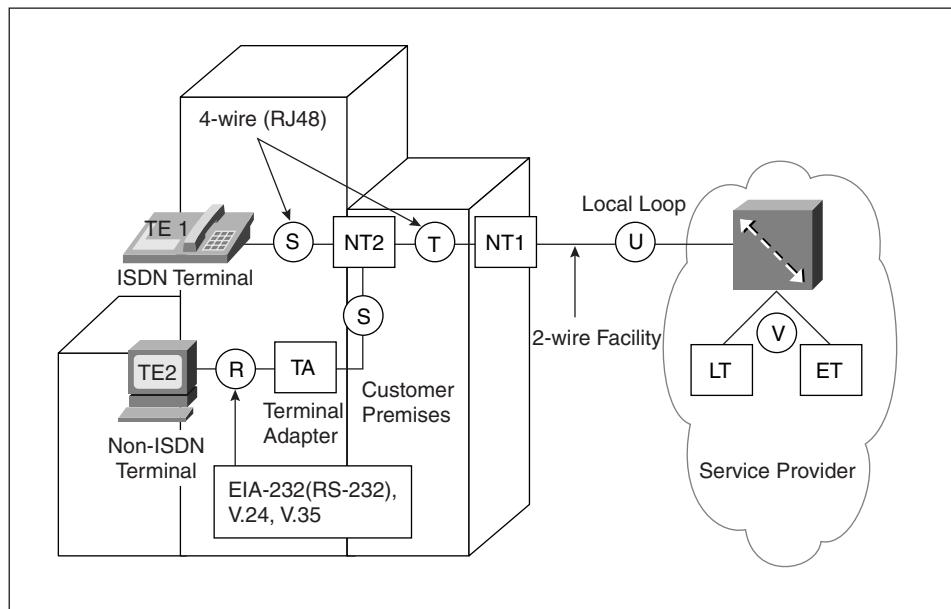 4-wire (RJ48)
TE 1
S
NT2
T
NT1
Local Loop
U
ISDN Terminal
S
2-wire Facility
V
LT
ET
TE2
R
TA
Customer
Premises
Terminal
Adapter
Non-ISDN
Terminal
Service Provider
EIA-232(RS-232),
V.24, V.35